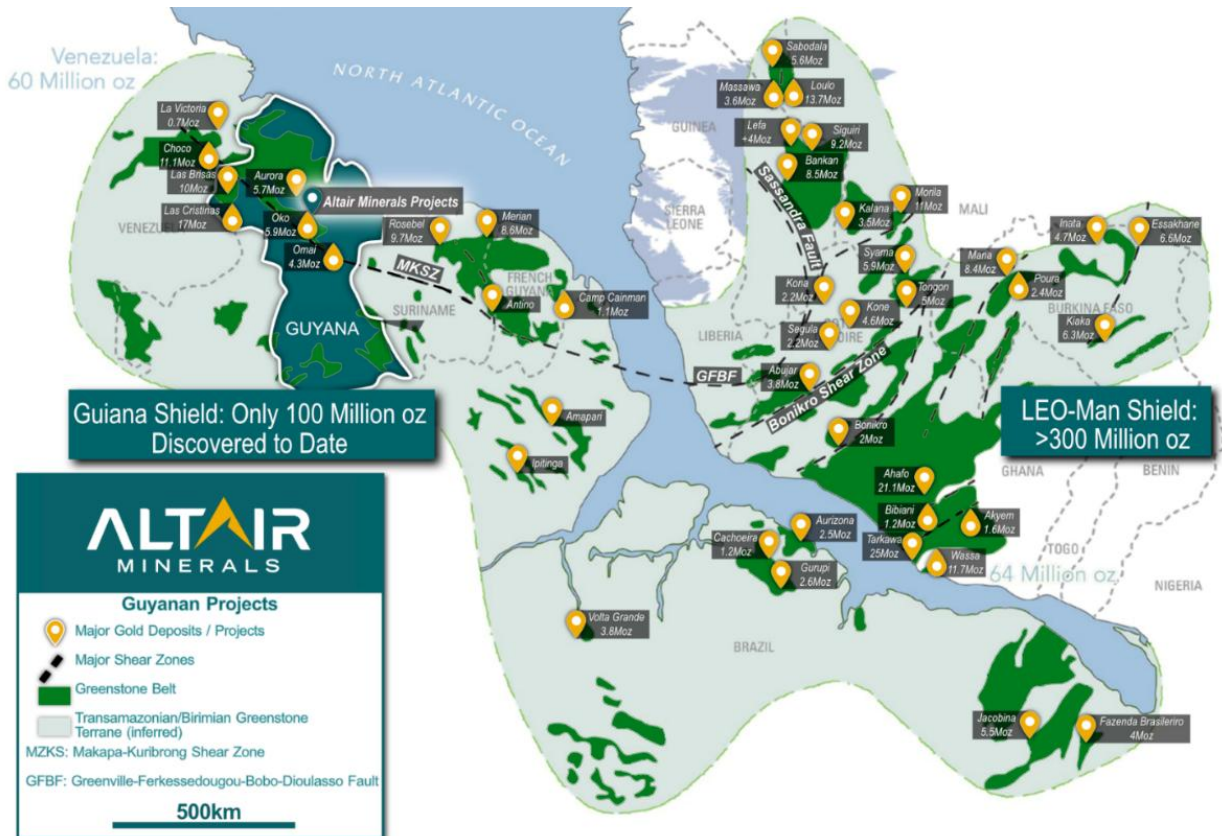 Venezuela:
60 Million oz
NORTH ATLANTIC OCEAN
La Victoria
0.7Moz
Choco
11.1Moz
Las Brisas
10Moz
Las Cristinas
17Moz
VENEZUEL
Aurora
5.7Moz
Altair Minerals Projects
Oko
5.9Moz
Omai
4.3Moz
GUYANA
MKSZ
SURINAME
Rosebel
9.7Moz
Merian
8.6Moz
FRENCH
GUYAN
Antino
Camp Cainman
1.1Moz
GFBF
Guiana Shield: Only 100 Million oz
Discovered to Date
Amapari
Ipitinga
Sabodala
5.6Moz
Massawa
3.6Moz
Loulo
13.7Moz
GUINEA
Lefa
+4Moz
Siguiri
9.2Moz
Bankan
8.5Moz
Sassandra Fault
SIERRA
LEONE
Kalana
3.5Moz
Morila
11Moz
MALI
Syama
5.9Moz
Kona
2.2Moz
Tongon
5Moz
Kone
4.6Moz
Segula
2.2Moz
OIRE
LIBERIA
Abujar
3.8Moz
Bonikro Shear Zone
Bonikro
2Moz
Inata
4.7Moz
Essakhane
6.6Moz
Mana
8.4Moz
Poura
2.4Moz
BURKINA FASO
Kiaka
6.3Moz
LEO-Man Shield:
>300 Million oz
GHANA
BENIN
TOGO
NIGERIA
Ahafo
21.1Moz
Bibiani
1.2Moz
Akyem
1.6Moz
Tarkawa
25Moz
Wassa
11.7Moz
64 Million oz
Aurizona
2.5Moz
Cachoeira
1.2Moz
Gurupi
2.6Moz
Volta Grande
3.8Moz
BRAZIL
Jacobina
5.5Moz
Fazenda Brasileriro
4Moz
ALTAIR
MINERALS
Guyanan Projects
Major Gold Deposits / Projects
Major Shear Zones
Greenstone Belt
Transamazonian/Birimian Greenstone
Terrane (inferred)
MZKS: Makapa-Kuribrong Shear Zone
GFBF: Greenville-Ferkessedougou-Bobo-Dioulasso Fault
500km